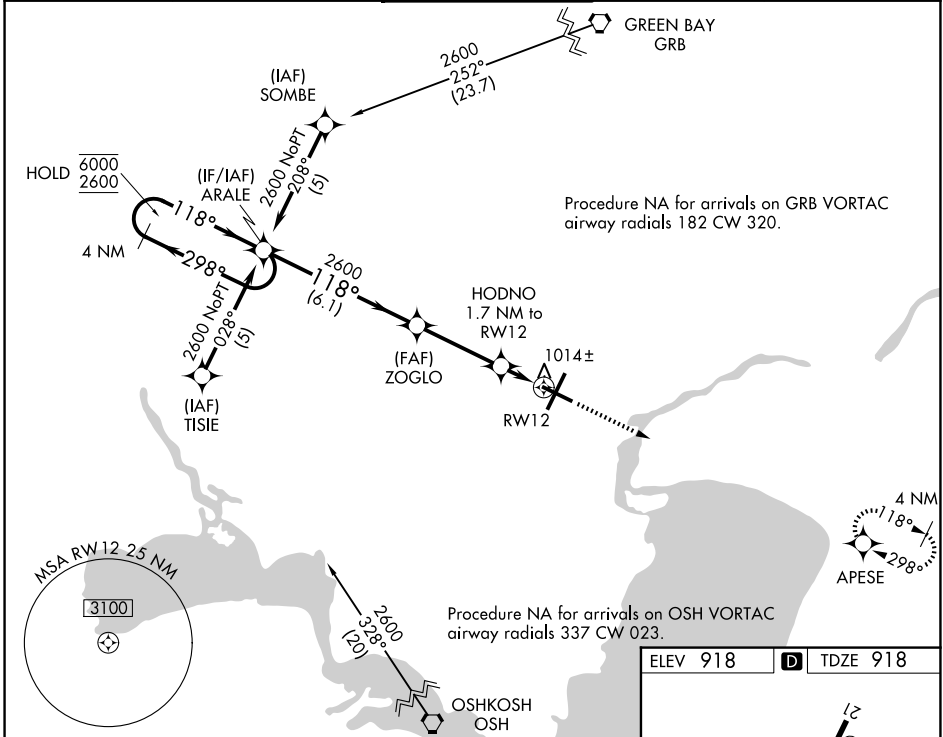 GREEN BAY
GRB
2600
252°
(23.7)
(IAF)
SOMBE
2600 NoPT
208°
(5)
HOLD 6000
2600
(IF/IAF)
ARALE
118°
4 NM
298°
Procedure NA for arrivals on GRB VORTAC
airway radials 182 CW 320.
2600
118°
(6.1)
2600 NoPT
028°
(5)
(IAF)
TISIE
HODNO
1.7 NM to
RW12
(FAF)
ZOGLO
1014±
RW12
4 NM
118°
298°
APESE
MSA RW12 25 NM
3100
2600
328°
(20)
OSHKOSH
OSH
Procedure NA for arrivals on OSH VORTAC
airway radials 337 CW 023.
ELEV 918 D TDZE 918
21